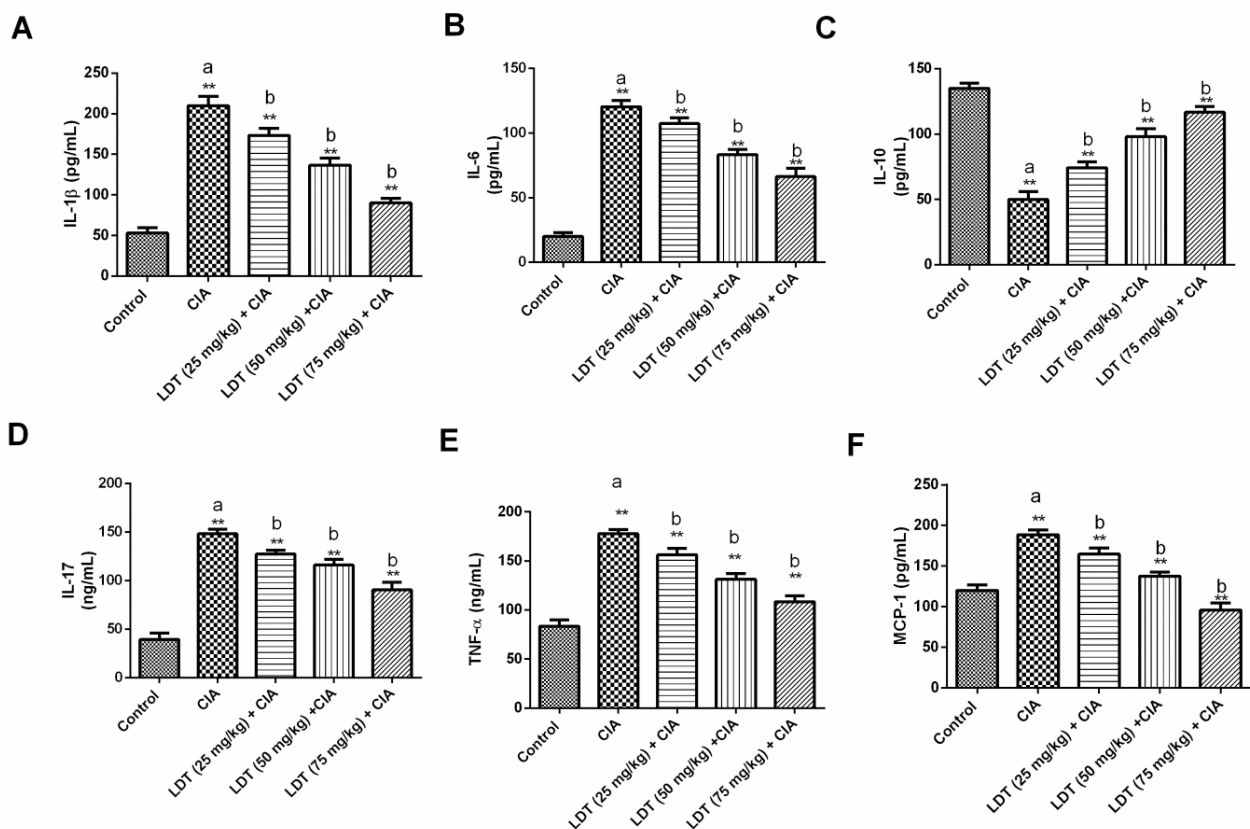 A
IL-1β (pg/mL)
250
200
150
100
50
0
a
**
b
**
b
**
b
**
Control
CIA
LDT (25 mg/kg) + CIA
LDT (50 mg/kg) +CIA
LDT (75 mg/kg) + CIA
B
IL-6
(pg/mL)
150
100
50
0
a
**
b
**
b
**
b
**
Control
CIA
LDT (25 mg/kg) + CIA
LDT (50 mg/kg) +CIA
LDT (75 mg/kg) + CIA
C
IL-10
(pg/mL)
150
100
50
0
a
**
b
**
b
**
b
**
Control
CIA
LDT (25 mg/kg) + CIA
LDT (50 mg/kg) +CIA
LDT (75 mg/kg) + CIA
D
IL-17
(ng/mL)
200
150
100
50
0
a
**
b
**
b
**
b
**
Control
CIA
LDT (25 mg/kg) + CIA
LDT (50 mg/kg) +CIA
LDT (75 mg/kg) + CIA
E
TNF-α (ng/mL)
200
150
100
50
0
a
**
b
**
b
**
b
**
Control
CIA
LDT (25 mg/kg) + CIA
LDT (50 mg/kg) +CIA
LDT (75 mg/kg) + CIA
F
MCP-1 (pg/mL)
250
200
150
100
50
0
a
**
b
**
b
**
b
**
Control
CIA
LDT (25 mg/kg) + CIA
LDT (50 mg/kg) +CIA
LDT (75 mg/kg) + CIA